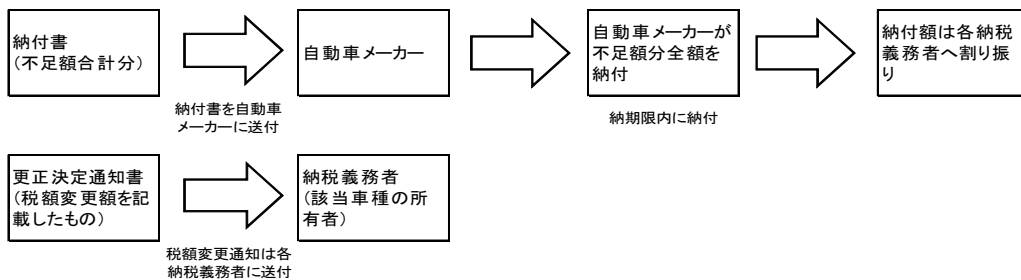 納付書
(不足額合計分)
自動車メーカー
自動車メーカーが
不足額分全額を
納付
納付額は各納税
義務者へ割り振
り
納付書を自動車
メーカーに送付
納期限内に納付
更正決定通知書
(税額変更額を記
載したもの)
納税義務者
(該当車種の所
有者)
税額変更通知は各
納税義務者に送付